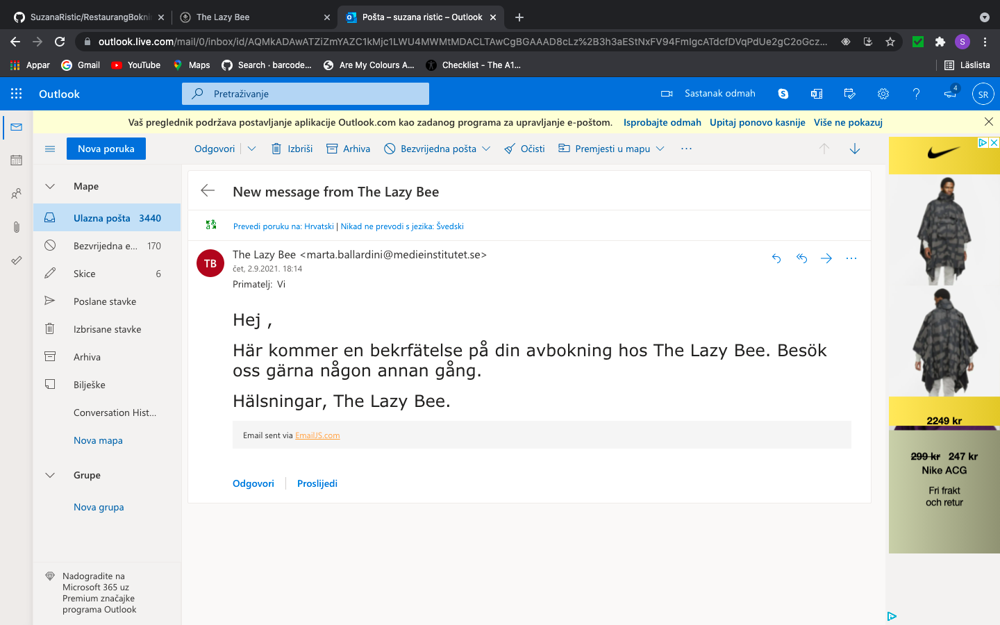 SuzanaRistic/RestaurangBokni
The Lazy Bee
Pošta – suzana ristic – Outlook
outlook.live.com/mail/0/inbox/id/AQMkADAwATZiZmYAZC1kMjc1LWU4MWMtMDACLTAwCgBGAAAD8cLz%2B3h3aEStNxFV94FmIgcATdcfDVqPdUe2gC2oGcz...
S
Appar
Gmail
YouTube
Maps
Search · barcode...
Are My Colours A...
Checklist - The A1...
Läslista
Outlook
Pretraživanje
Sastanak odmah
4
SR
Vaš preglednik podržava postavljanje aplikacije Outlook.com kao zadanog programa za upravljanje e-poštom. Isprobajte odmah Upitaj ponovo kasnije Više ne pokazuj
Nova poruka
Odgovori
Izbriši
Arhiva
Bezvrijedna pošta
Očisti
Premjesti u mapu
Mape
Ulazna pošta 3440
Bezvrijedna e... 170
Skice 6
Poslane stavke
Izbrisane stavke
Arhiva
Bilješke
Conversation Hist...
Nova mapa
Grupe
Nova grupa
Nadogradite na
Microsoft 365 uz
Premium značajke
programa Outlook
New message from The Lazy Bee
Prevedi poruku na: Hrvatski | Nikad ne prevodi s jezika: Švedski
TB
The Lazy Bee <marta.ballardini@medieinstitutet.se>
čet, 2.9.2021. 18:14
Primatelj: Vi
Hej ,
Här kommer en bekrfätelse på din avbokning hos The Lazy Bee. Besök
oss gärna någon annan gång.
Hälsningar, The Lazy Bee.
Email sent via EmailJS.com
Odgovori
Proslijedi
2249 kr
299 kr 247 kr
Nike ACG
Fri frakt
och retur